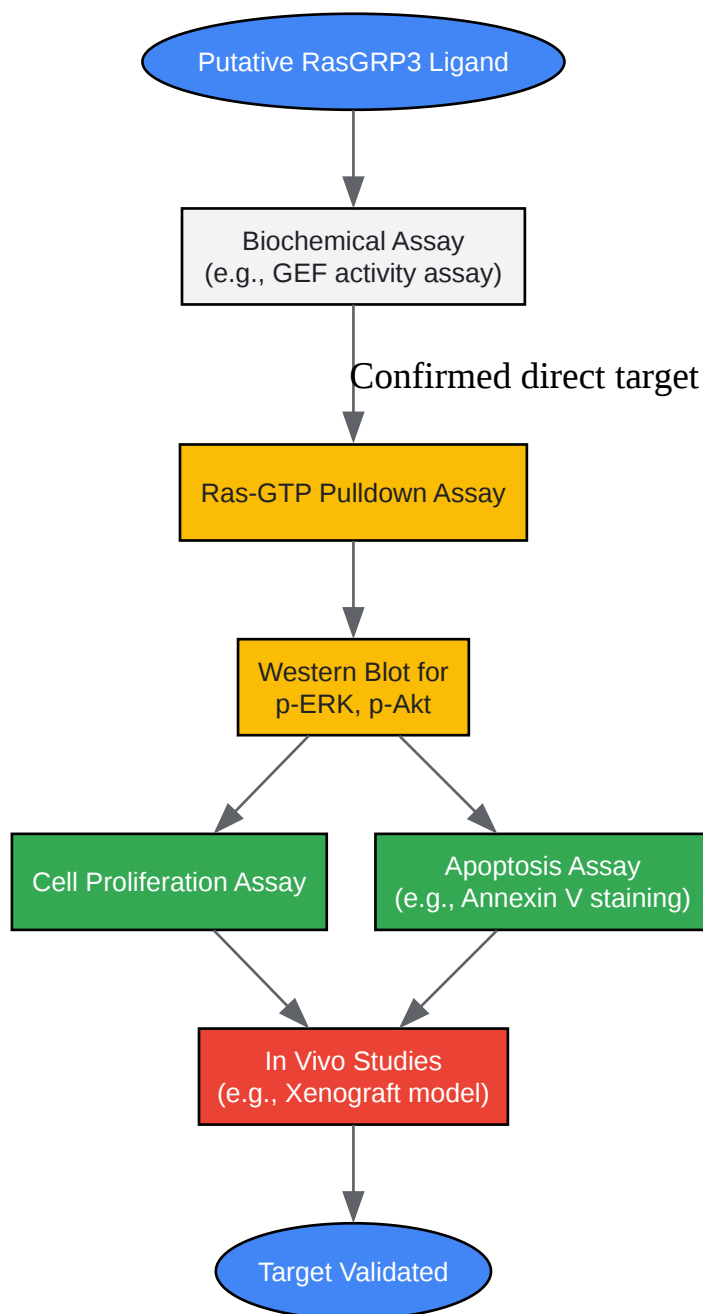 Putative RasGRP3 Ligand
Biochemical Assay
(e.g., GEF activity assay)
Confirmed direct target
Ras-GTP Pulldown Assay
Western Blot for
p-ERK, p-Akt
Cell Proliferation Assay
Apoptosis Assay
(e.g., Annexin V staining)
In Vivo Studies
(e.g., Xenograft model)
Target Validated